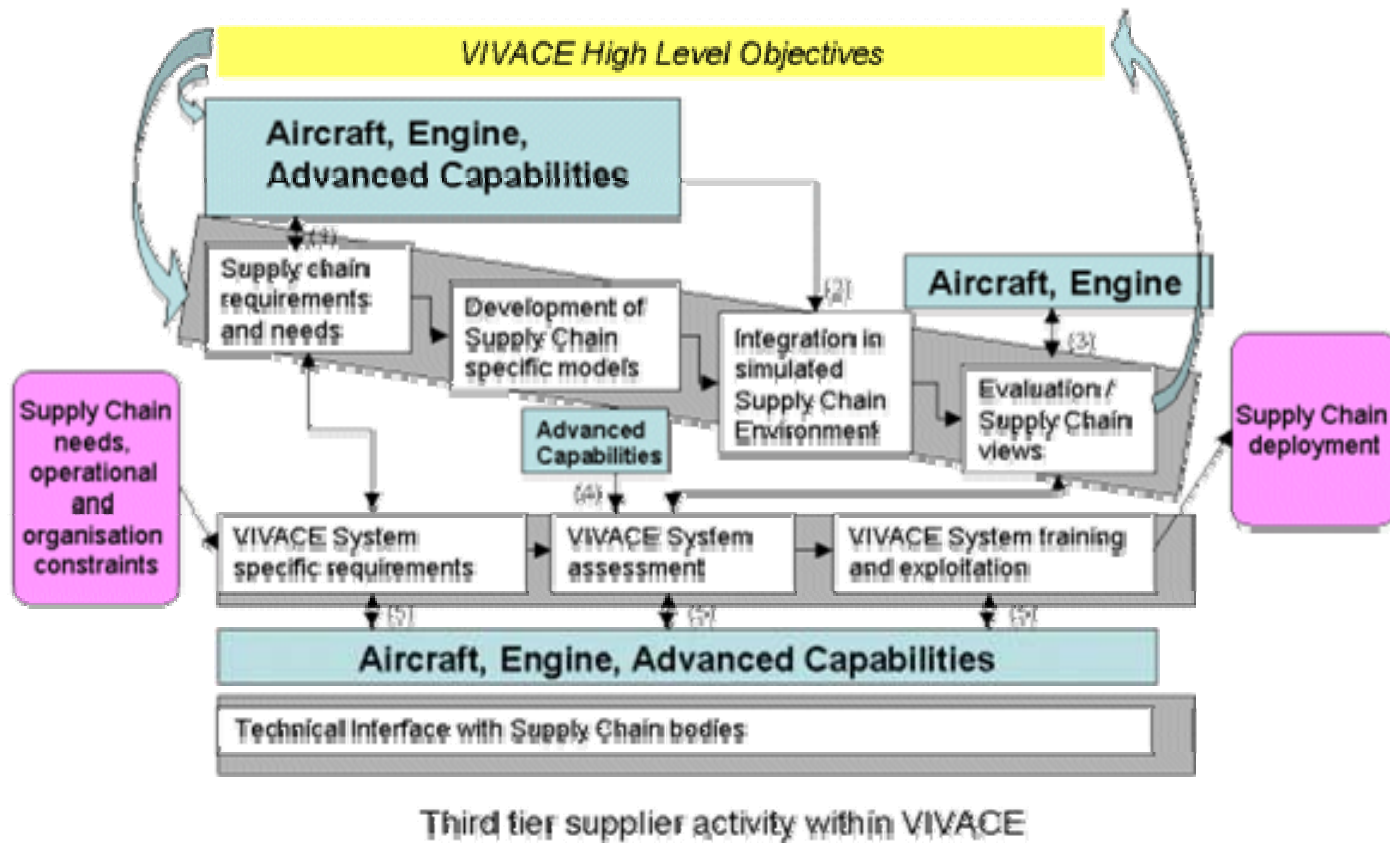 VIVACE High Level Objectives
Aircraft, Engine,
Advanced Capabilities
(1)
Supply chain
requirements
and needs
Development of
Supply Chain
specific models
(2)
Integration in
simulated
Supply Chain
Environment
Aircraft, Engine
(3)
Evaluation /
Supply Chain
views
Supply Chain
needs,
operational
and
organisation
constraints
Advanced
Capabilities
(4)
Supply Chain
deployment
VIVACE System
specific requirements
VIVACE System
assessment
VIVACE System training
and exploitation
(5)
(5)
(5)
Aircraft, Engine, Advanced Capabilities
Technical Interface with Supply Chain bodies
Third tier supplier activity within VIVACE